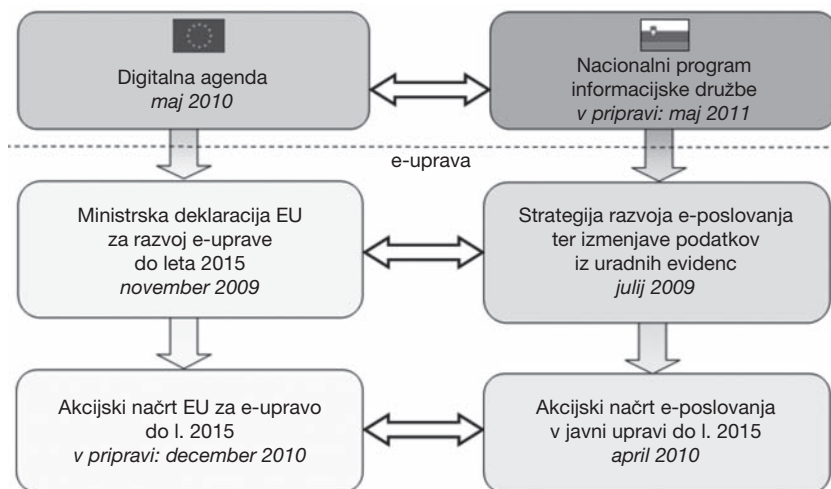 Digitalna agenda
maj 2010
Nacionalni program
informacijske družbe
v pripravi: maj 2011
e-uprava
Ministrska deklaracija EU
za razvoj e-uprave
do leta 2015
november 2009
Strategija razvoja e-poslovanja
ter izmenjave podatkov
iz uradnih evidenc
julij 2009
Akcijski načrt EU za e-upravo
do l. 2015
v pripravi: december 2010
Akcijski načrt e-poslovanja
v javni upravi do l. 2015
april 2010